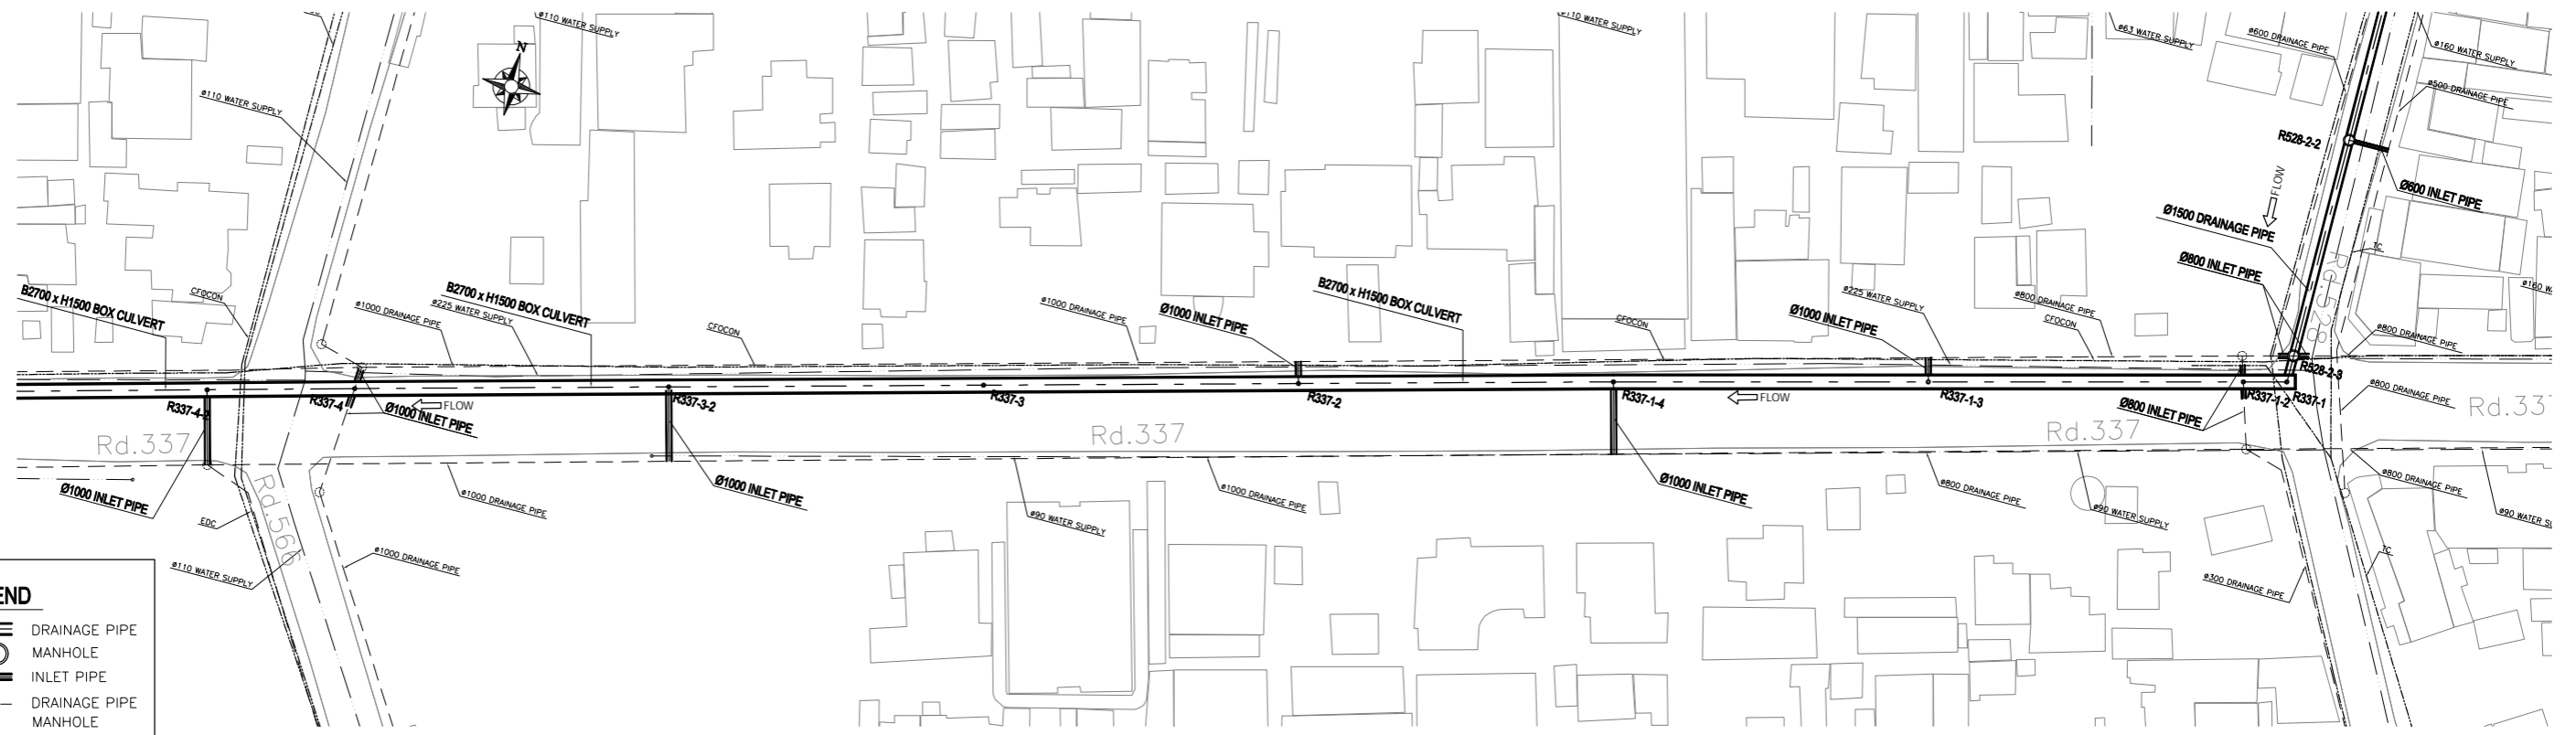 ø110 WATER SUPPLY
ø110 WATER SUPPLY
ø63 WATER SUPPLY
ø600 DRAINAGE PIPE
ø160 WATER SUPPLY
N
ø110 WATER SUPPLY
ø500 DRAINAGE PIPE
R528-2-2
FLOW
Ø600 INLET PIPE
Ø1500 DRAINAGE PIPE
TC
Ø800 INLET PIPE
Rd.528
B2700 x H1500 BOX CULVERT
CFOCON
ø1000 DRAINAGE PIPE
ø225 WATER SUPPLY
B2700 x H1500 BOX CULVERT
CFOCON
ø1000 DRAINAGE PIPE
Ø1000 INLET PIPE
B2700 x H1500 BOX CULVERT
CFOCON
Ø1000 INLET PIPE
ø225 WATER SUPPLY
ø800 DRAINAGE PIPE
CFOCON
ø160
ø800 DRAINAGE PIPE
R528-2-3
R337-4-2
R337-4
FLOW
Ø1000 INLET PIPE
R337-3-2
R337-3
R337-2
R337-1-4
FLOW
R337-1-3
Ø800 INLET PIPE
R337-1-2
R337-1
ø800 DRAINAGE PIPE
Rd.337
Rd.337
Rd.337
Rd.337
Ø1000 INLET PIPE
EDC
Rd.566
ø1000 DRAINAGE PIPE
Ø1000 INLET PIPE
ø90 WATER SUPPLY
ø1000 DRAINAGE PIPE
Ø1000 INLET PIPE
ø800 DRAINAGE PIPE
ø90 WATER SUPPLY
ø800 DRAINAGE PIPE
ø90 WATER
ø110 WATER SUPPLY
ø1000 DRAINAGE PIPE
ø300 DRAINAGE PIPE
TC
END
DRAINAGE PIPE
MANHOLE
INLET PIPE
DRAINAGE PIPE
MANHOLE